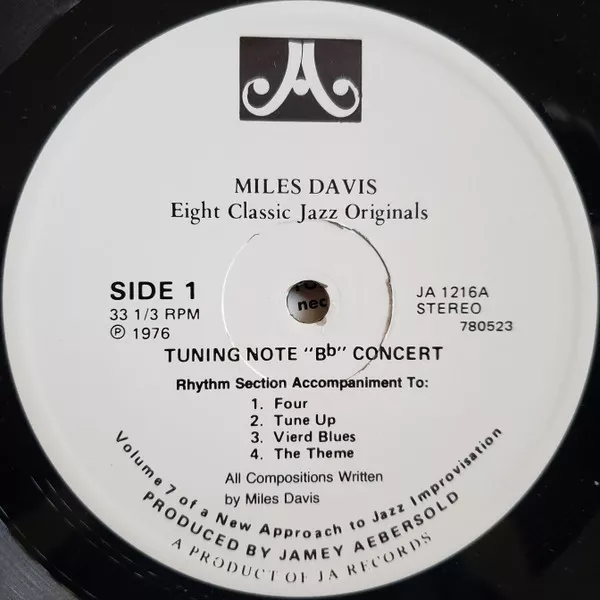 MILES DAVIS
Eight Classic Jazz Originals
SIDE 1
33 1/3 RPM
℗ 1976
JA 1216A
STEREO
780523
nec
TUNING NOTE "Bb" CONCERT
Rhythm Section Accompaniment To:
1. Four
2. Tune Up
3. Vierd Blues
4. The Theme
All Compositions Written
by Miles Davis
Volume 7 of a New Approach to Jazz Improvisation
PRODUCED BY JAMEY AEBERSOLD
A PRODUCT OF JA RECORDS